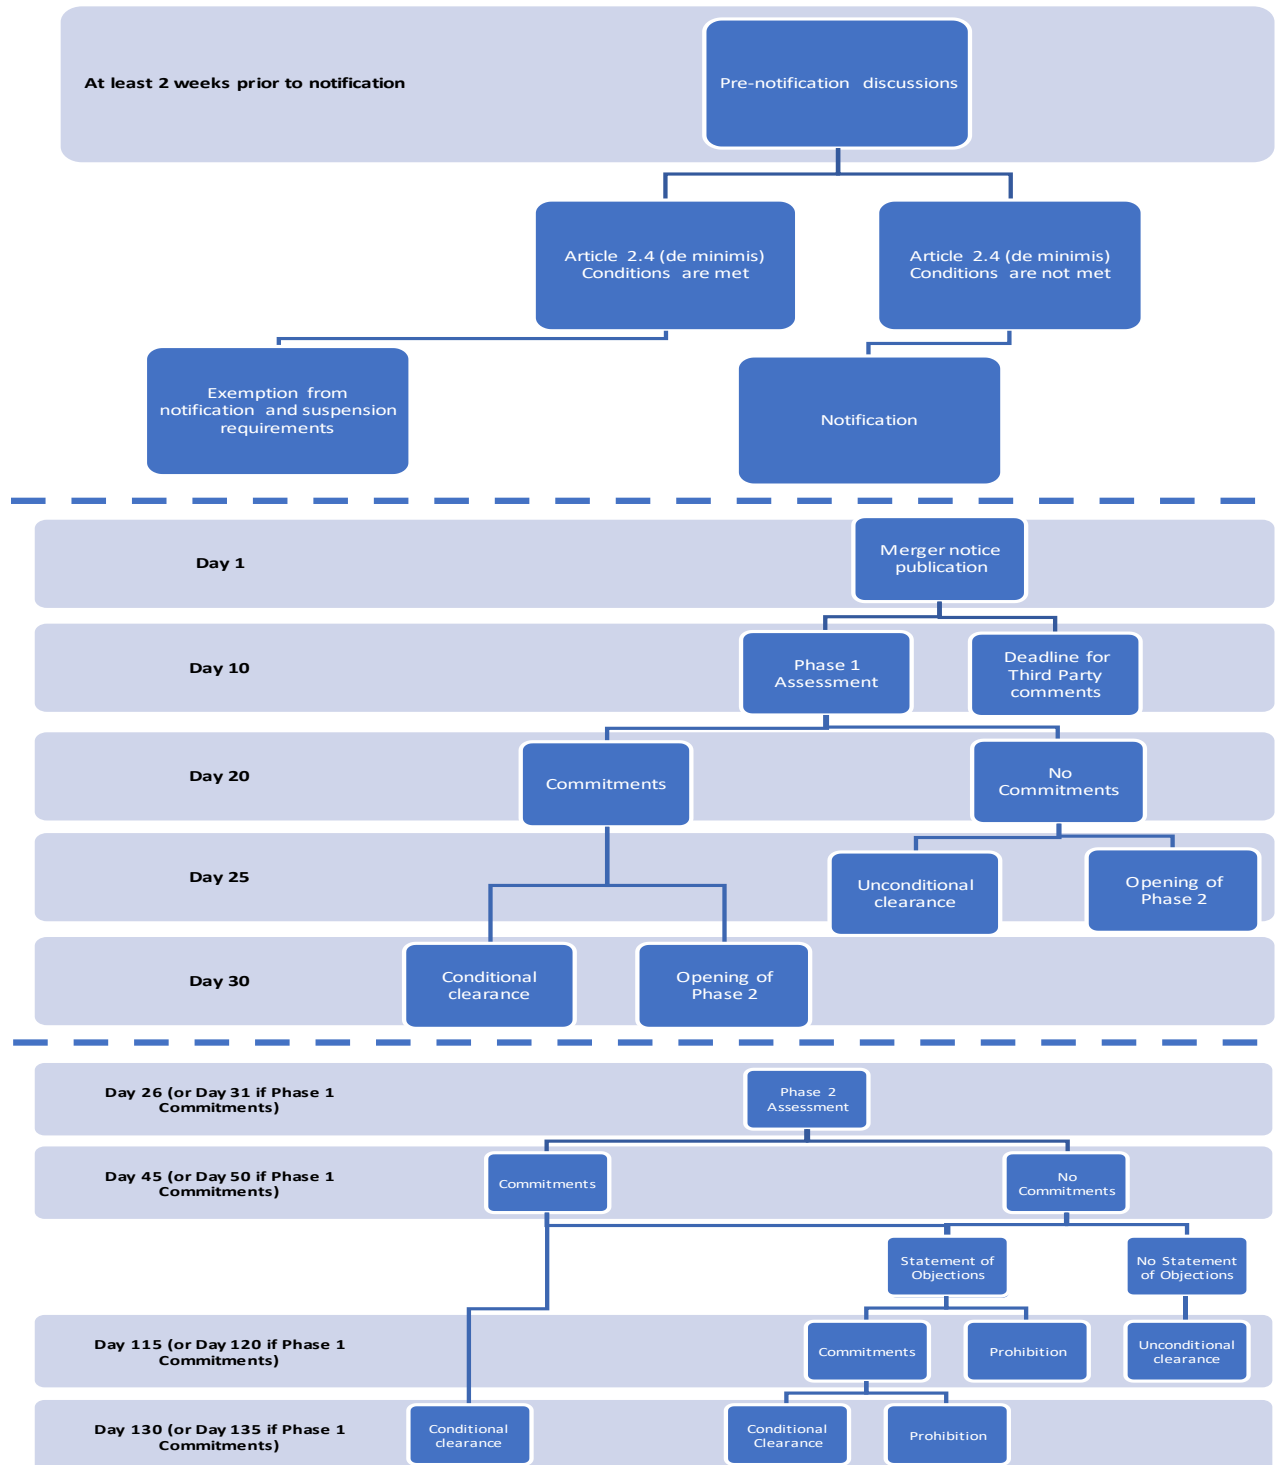 At least 2 weeks prior to notification
Pre-notification discussions
Article 2.4 (de minimis)
Conditions are met
Article 2.4 (de minimis)
Conditions are not met
Exemption from
notification and suspension
requirements
Notification
Day 1
Merger notice
publication
Day 10
Phase 1
Assessment
Deadline for
Third Party
comments
Day 20
Commitments
No
Commitments
Day 25
Unconditional
clearance
Opening of
Phase 2
Day 30
Conditional
clearance
Opening of
Phase 2
Day 26 (or Day 31 if Phase 1
Commitments)
Phase 2
Assessment
Day 45 (or Day 50 if Phase 1
Commitments)
Commitments
No
Commitments
Statement of
Objections
No Statement
of Objections
Day 115 (or Day 120 if Phase 1
Commitments)
Commitments
Prohibition
Unconditional
clearance
Day 130 (or Day 135 if Phase 1
Commitments)
Conditional
clearance
Conditional
Clearance
Prohibition